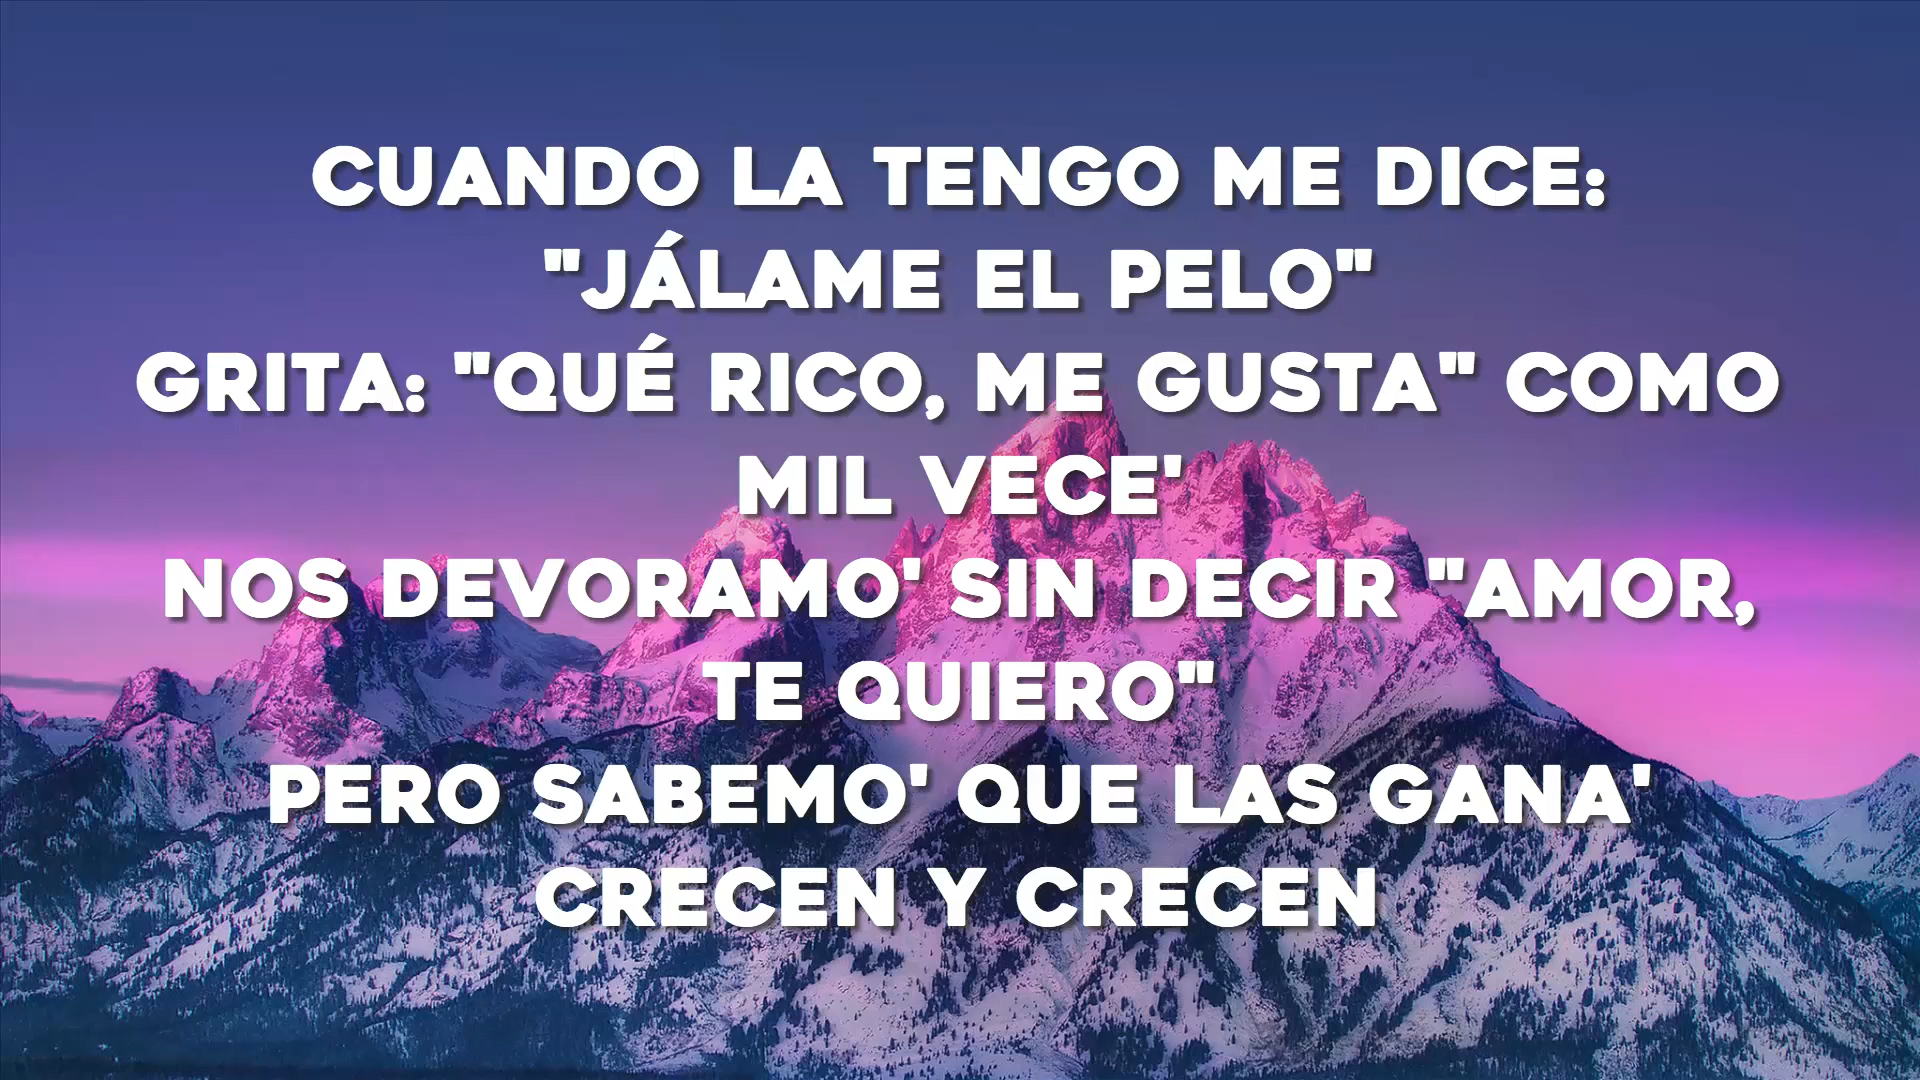 CUANDO LA TENGO ME DICE:
"JÁLAME EL PELO"
GRITA: "QUÉ RICO, ME GUSTA" COMO
MIL VECE'
NOS DEVORAMO' SIN DECIR "AMOR,
TE QUIERO"
PERO SABEMO' QUE LAS GANA'
CRECEN Y CRECEN